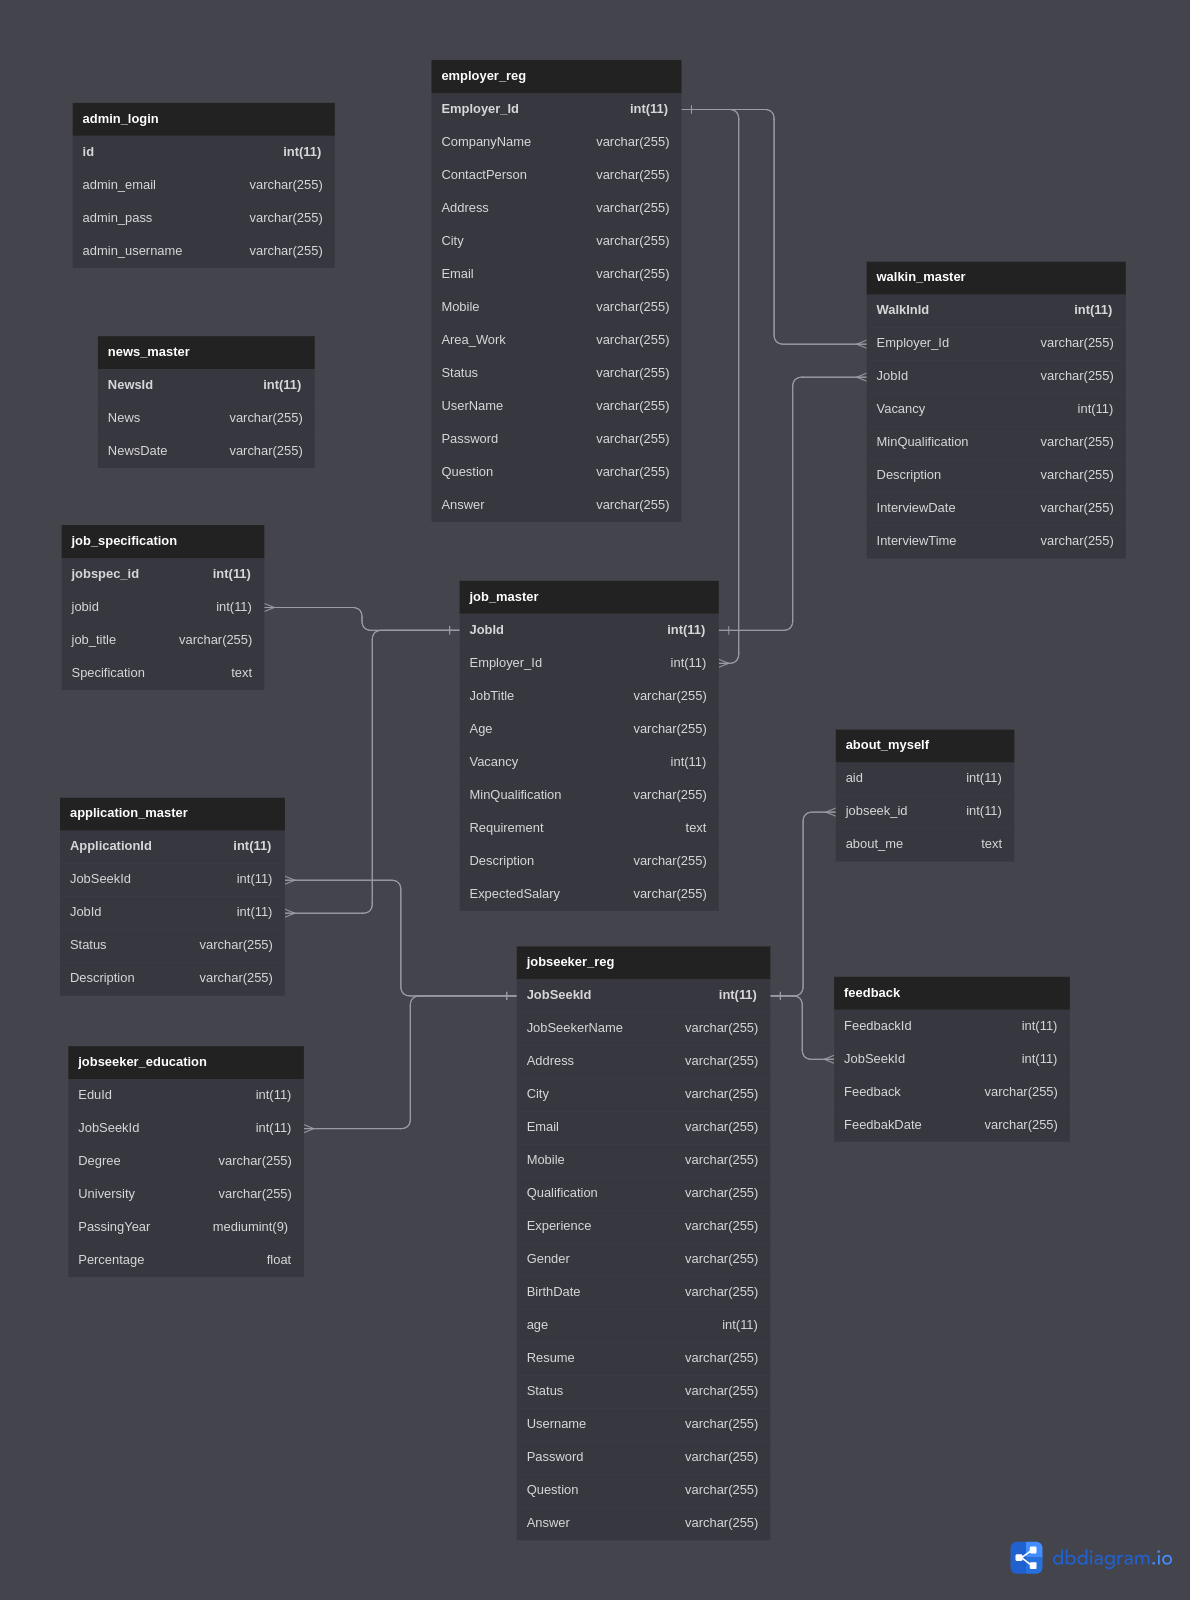 employer_reg
Employer_Id int(11)
CompanyName varchar(255)
ContactPerson varchar(255)
Address varchar(255)
City varchar(255)
Email varchar(255)
Mobile varchar(255)
Area_Work varchar(255)
Status varchar(255)
UserName varchar(255)
Password varchar(255)
Question varchar(255)
Answer varchar(255)
admin_login
id int(11)
admin_email varchar(255)
admin_pass varchar(255)
admin_username varchar(255)
walkin_master
WalkInId int(11)
Employer_Id varchar(255)
JobId varchar(255)
Vacancy int(11)
MinQualification varchar(255)
Description varchar(255)
InterviewDate varchar(255)
InterviewTime varchar(255)
news_master
NewsId int(11)
News varchar(255)
NewsDate varchar(255)
job_specification
jobspec_id int(11)
jobid int(11)
job_title varchar(255)
Specification text
job_master
JobId int(11)
Employer_Id int(11)
JobTitle varchar(255)
Age varchar(255)
Vacancy int(11)
MinQualification varchar(255)
Requirement text
Description varchar(255)
ExpectedSalary varchar(255)
about_myself
aid int(11)
jobseek_id int(11)
about_me text
application_master
ApplicationId int(11)
JobSeekId int(11)
JobId int(11)
Status varchar(255)
Description varchar(255)
jobseeker_reg
JobSeekId int(11)
JobSeekerName varchar(255)
Address varchar(255)
City varchar(255)
Email varchar(255)
Mobile varchar(255)
Qualification varchar(255)
Experience varchar(255)
Gender varchar(255)
BirthDate varchar(255)
age int(11)
Resume varchar(255)
Status varchar(255)
Username varchar(255)
Password varchar(255)
Question varchar(255)
Answer varchar(255)
feedback
FeedbackId int(11)
JobSeekId int(11)
Feedback varchar(255)
FeedbakDate varchar(255)
jobseeker_education
EduId int(11)
JobSeekId int(11)
Degree varchar(255)
University varchar(255)
PassingYear mediumint(9)
Percentage float
dbdiagram.io